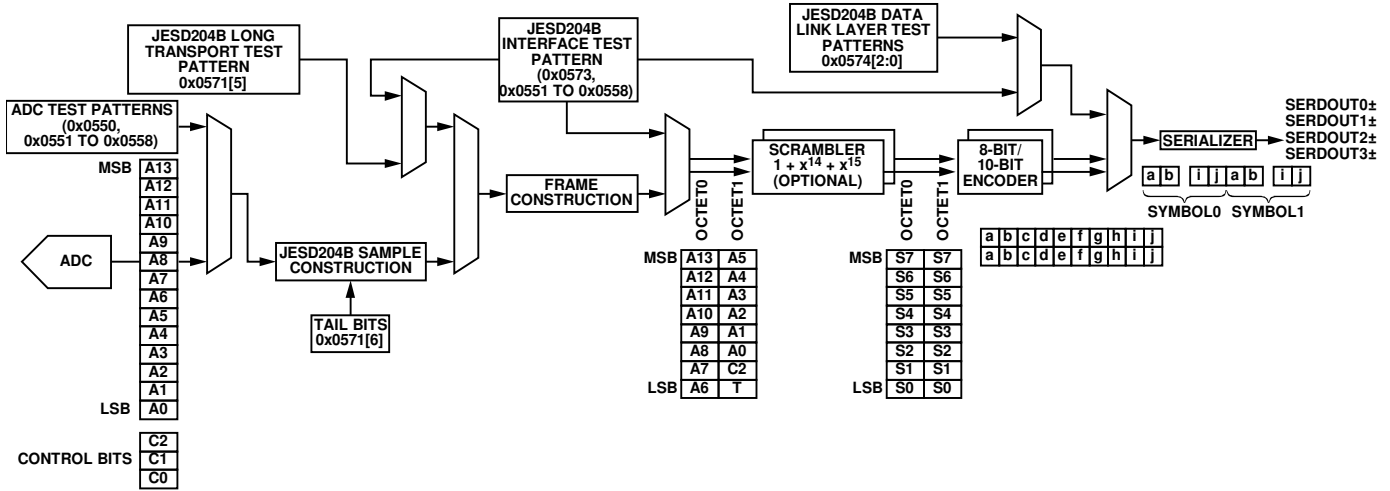 JESD204B LONG
TRANSPORT TEST
PATTERN
0x0571[5]
JESD204B
INTERFACE TEST
PATTERN
(0x0573,
0x0551 TO 0x0558)
JESD204B DATA
LINK LAYER TEST
PATTERNS
0x0574[2:0]
ADC TEST PATTERNS
(0x0550,
0x0551 TO 0x0558)
MSB A13
A12
A11
A10
A9
A8
A7
A6
A5
A4
A3
A2
A1
LSB A0
C2
CONTROL BITS C1
C0
ADC
JESD204B SAMPLE
CONSTRUCTION
TAIL BITS
0x0571[6]
FRAME
CONSTRUCTION
OCTET0 OCTET1
MSB A13 A5
A12 A4
A11 A3
A10 A2
A9 A1
A8 A0
A7 C2
LSB A6 T
SCRAMBLER
1 + x14 + x15
(OPTIONAL)
OCTET0 OCTET1
MSB S7 S7
S6 S6
S5 S5
S4 S4
S3 S3
S2 S2
S1 S1
LSB S0 S0
8-BIT/
10-BIT
ENCODER
a b c d e f g h i j
a b c d e f g h i j
SERIALIZER
SERDOUT0±
SERDOUT1±
SERDOUT2±
SERDOUT3±
a b i j a b i j
SYMBOL0 SYMBOL1